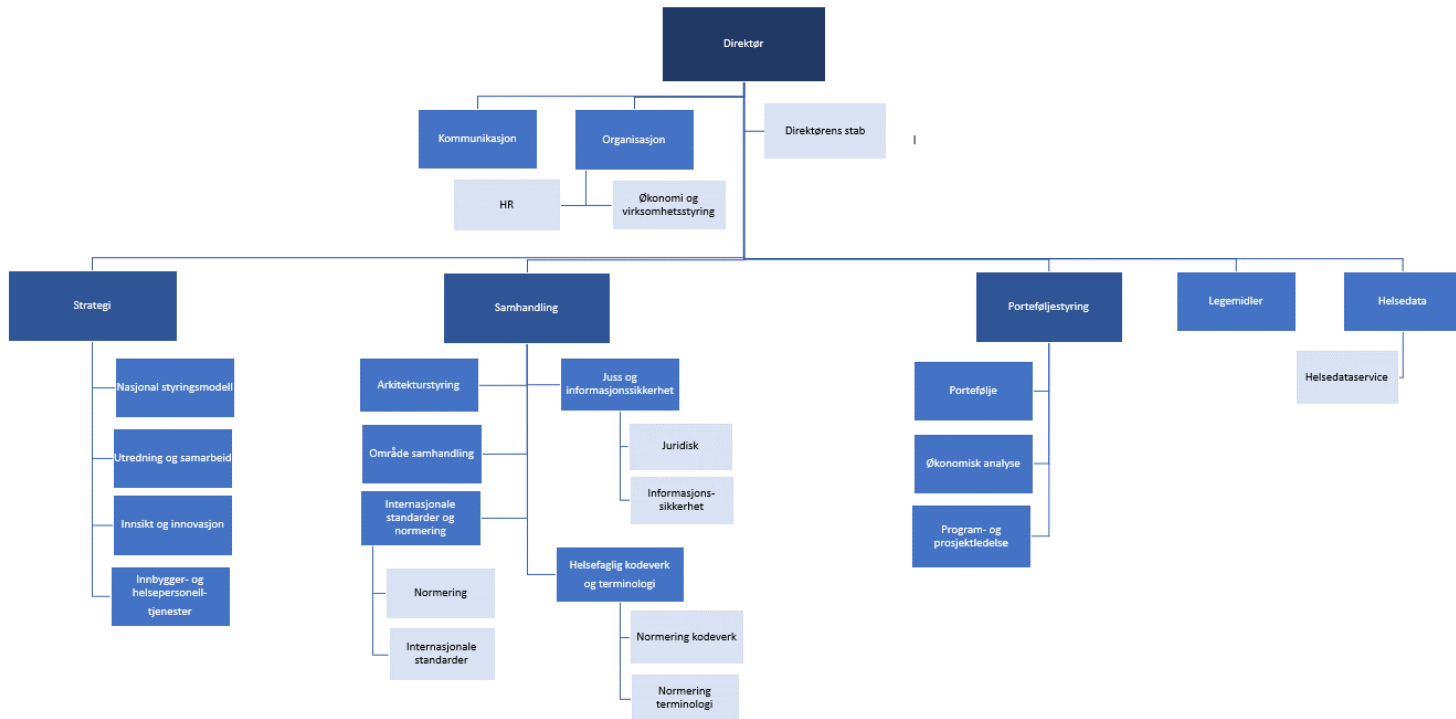 Direktør
Kommunikasjon
Organisasjon
Direktørens stab
HR
Økonomi og
virksomhetsstyring
Strategi
Samhandling
Porteføljestyring
Legemidler
Helsedata
Nasjonal styringsmodell
Utredning og samarbeid
Innsikt og innovasjon
Innbygger- og
helsepersonell-
tjenester
Arkitekturstyring
Område samhandling
Internasjonale
standarder og
normering
Normering
Internasjonale
standarder
Juss og
informasjonssikkerhet
Juridisk
Informasjons-
sikkerhet
Helsefaglig kodeverk
og terminologi
Normering kodeverk
Normering
terminologi
Portefølje
Økonomisk analyse
Program- og
prosjektledelse
Helsedataservice